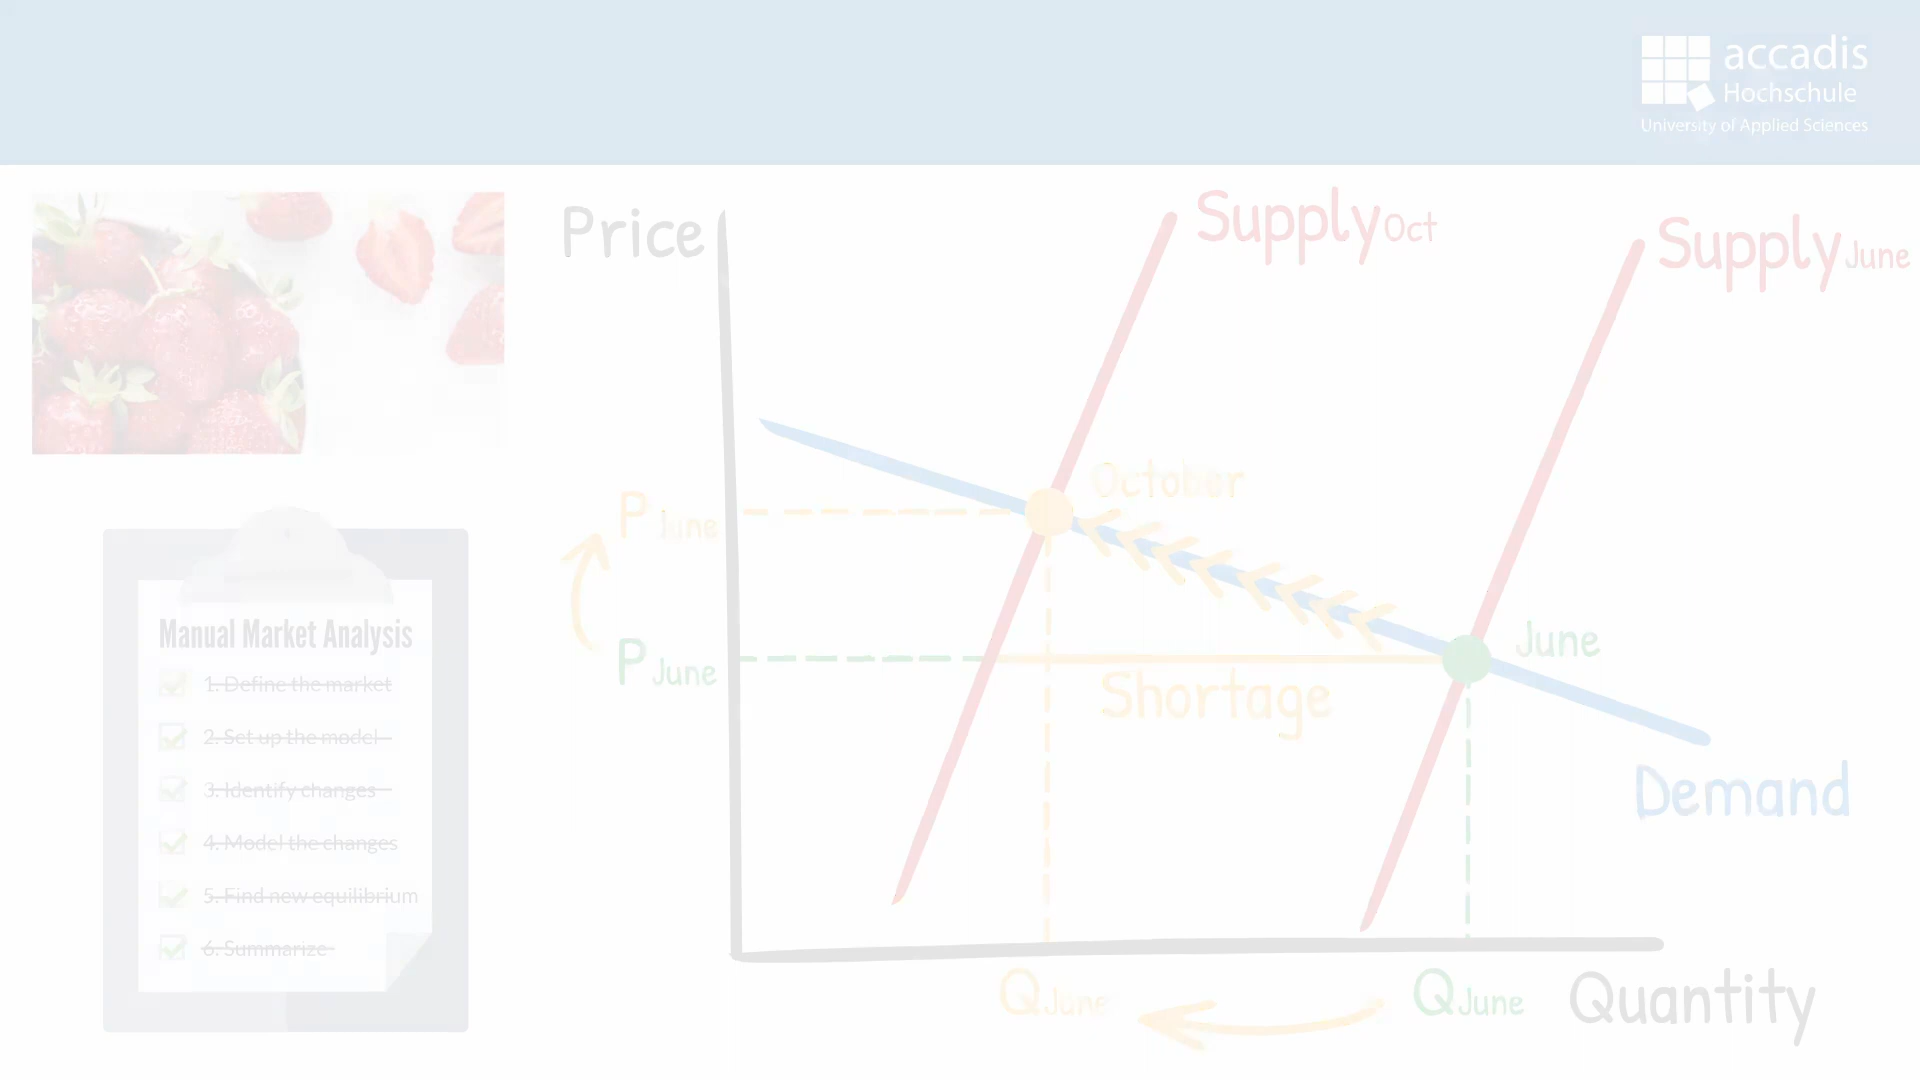 accadis
Hochschule
University of Applied Sciences
Price
Supply Oct
Supply June
October
P June
P June
June
Shortage
Demand
Manual Market Analysis
1. Define the market
2. Set up the model
3. Identify changes
4. Model the changes
5. Find new equilibrium
6. Summarize
Q June
Q June
Quantity